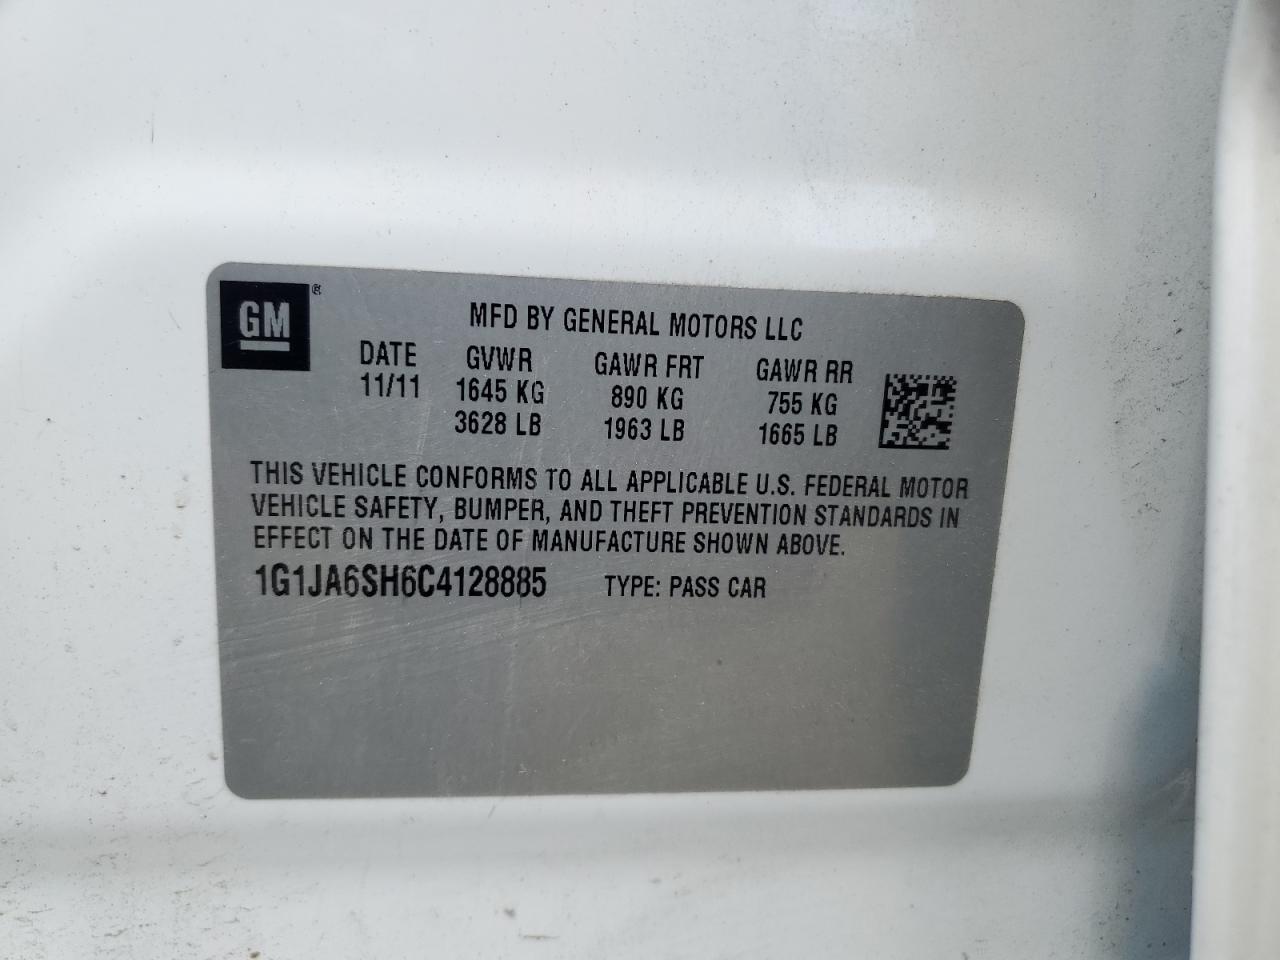 GM®
MFD BY GENERAL MOTORS LLC
DATE GVWR GAWR FRT GAWR RR
11/11 1645 KG 890 KG 755 KG
3628 LB 1963 LB 1665 LB
THIS VEHICLE CONFORMS TO ALL APPLICABLE U.S. FEDERAL MOTOR
VEHICLE SAFETY, BUMPER, AND THEFT PREVENTION STANDARDS IN
EFFECT ON THE DATE OF MANUFACTURE SHOWN ABOVE.
1G1JA6SH6C4128885 TYPE: PASS CAR